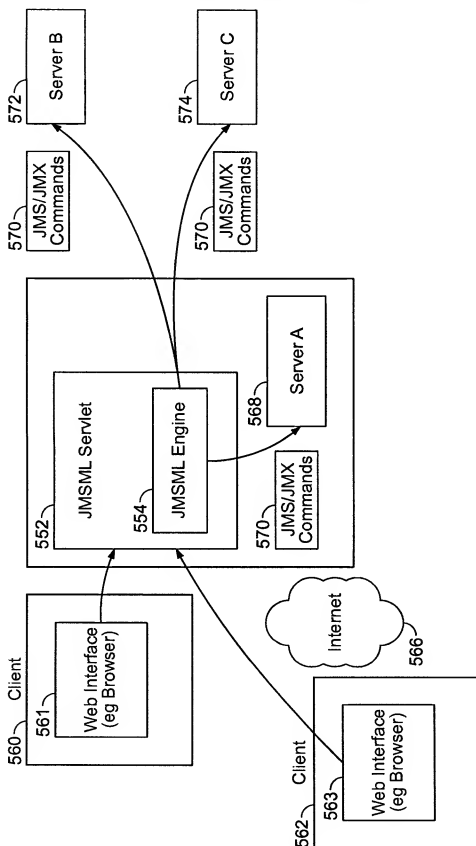 560
Client
561
Web Interface
(eg Browser)
562
Client
563
Web Interface
(eg Browser)
Internet
566
552
JMSML Servlet
554
JMSML Engine
568
Server A
570
JMS/JMX
Commands
570
JMS/JMX
Commands
572
Server B
570
JMS/JMX
Commands
574
Server C